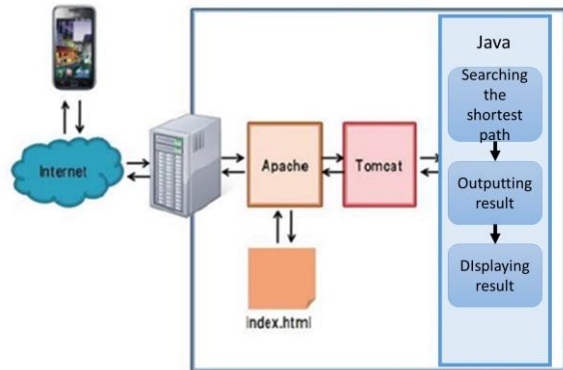 Java
Searching
the
shortest
path
Internet
Apache
Tomcat
Outputting
result
DIsplaying
result
index.html